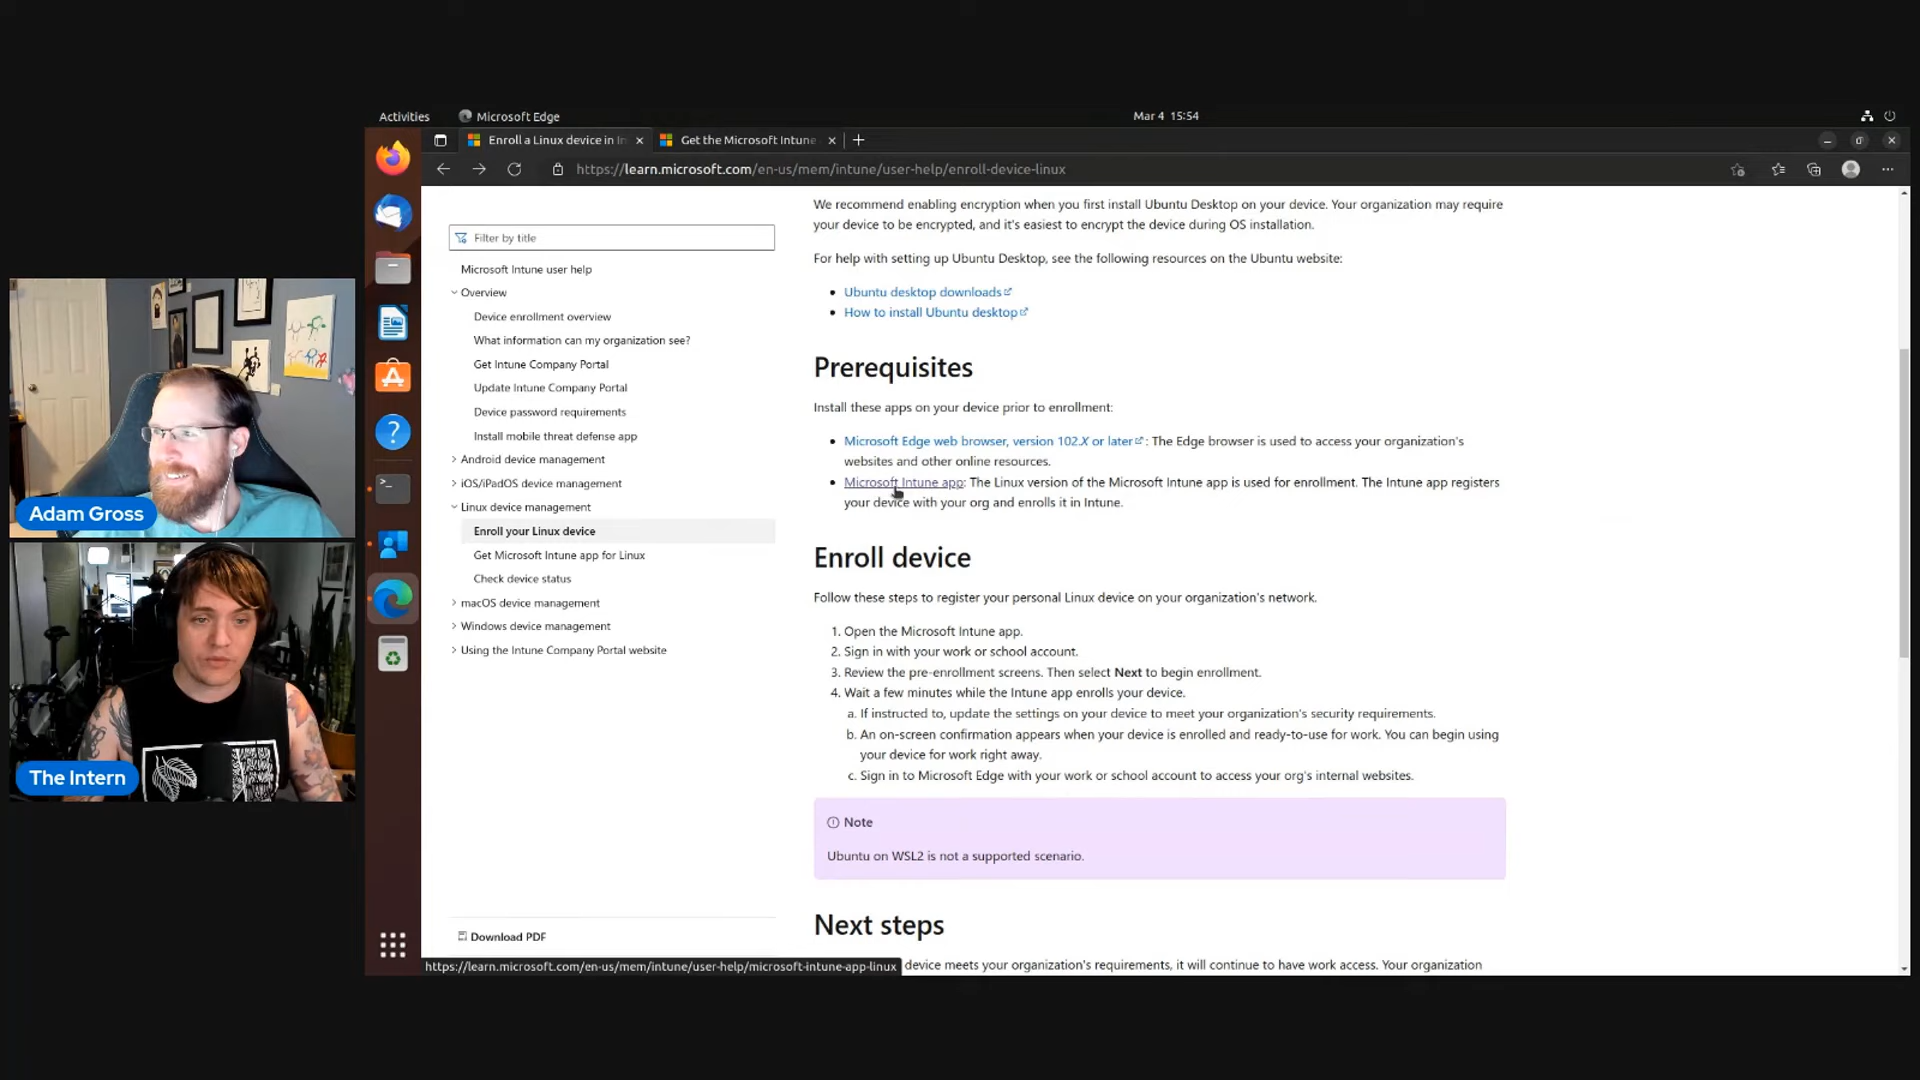 Activities
Microsoft Edge
Mar 4 15:54
Enroll a Linux device in In
Get the Microsoft Intune
https://learn.microsoft.com/en-us/mem/intune/user-help/enroll-device-linux
Filter by title
Microsoft Intune user help
Overview
Device enrollment overview
What information can my organization see?
Get Intune Company Portal
Update Intune Company Portal
Device password requirements
Install mobile threat defense app
Android device management
iOS/iPadOS device management
Linux device management
Enroll your Linux device
Get Microsoft Intune app for Linux
Check device status
macOS device management
Windows device management
Using the Intune Company Portal website
Download PDF
https://learn.microsoft.com/en-us/mem/intune/user-help/microsoft-intune-app-linux
We recommend enabling encryption when you first install Ubuntu Desktop on your device. Your organization may require
your device to be encrypted, and it's easiest to encrypt the device during OS installation.
For help with setting up Ubuntu Desktop, see the following resources on the Ubuntu website:
• Ubuntu desktop downloads
• How to install Ubuntu desktop
Prerequisites
Install these apps on your device prior to enrollment:
• Microsoft Edge web browser, version 102.X or later : The Edge browser is used to access your organization's
websites and other online resources.
• Microsoft Intune app: The Linux version of the Microsoft Intune app is used for enrollment. The Intune app registers
your device with your org and enrolls it in Intune.
Enroll device
Follow these steps to register your personal Linux device on your organization's network.
1. Open the Microsoft Intune app.
2. Sign in with your work or school account.
3. Review the pre-enrollment screens. Then select Next to begin enrollment.
4. Wait a few minutes while the Intune app enrolls your device.
a. If instructed to, update the settings on your device to meet your organization's security requirements.
b. An on-screen confirmation appears when your device is enrolled and ready-to-use for work. You can begin using
your device for work right away.
c. Sign in to Microsoft Edge with your work or school account to access your org's internal websites.
Note
Ubuntu on WSL2 is not a supported scenario.
Next steps
device meets your organization's requirements, it will continue to have work access. Your organization
Adam Gross
The Intern